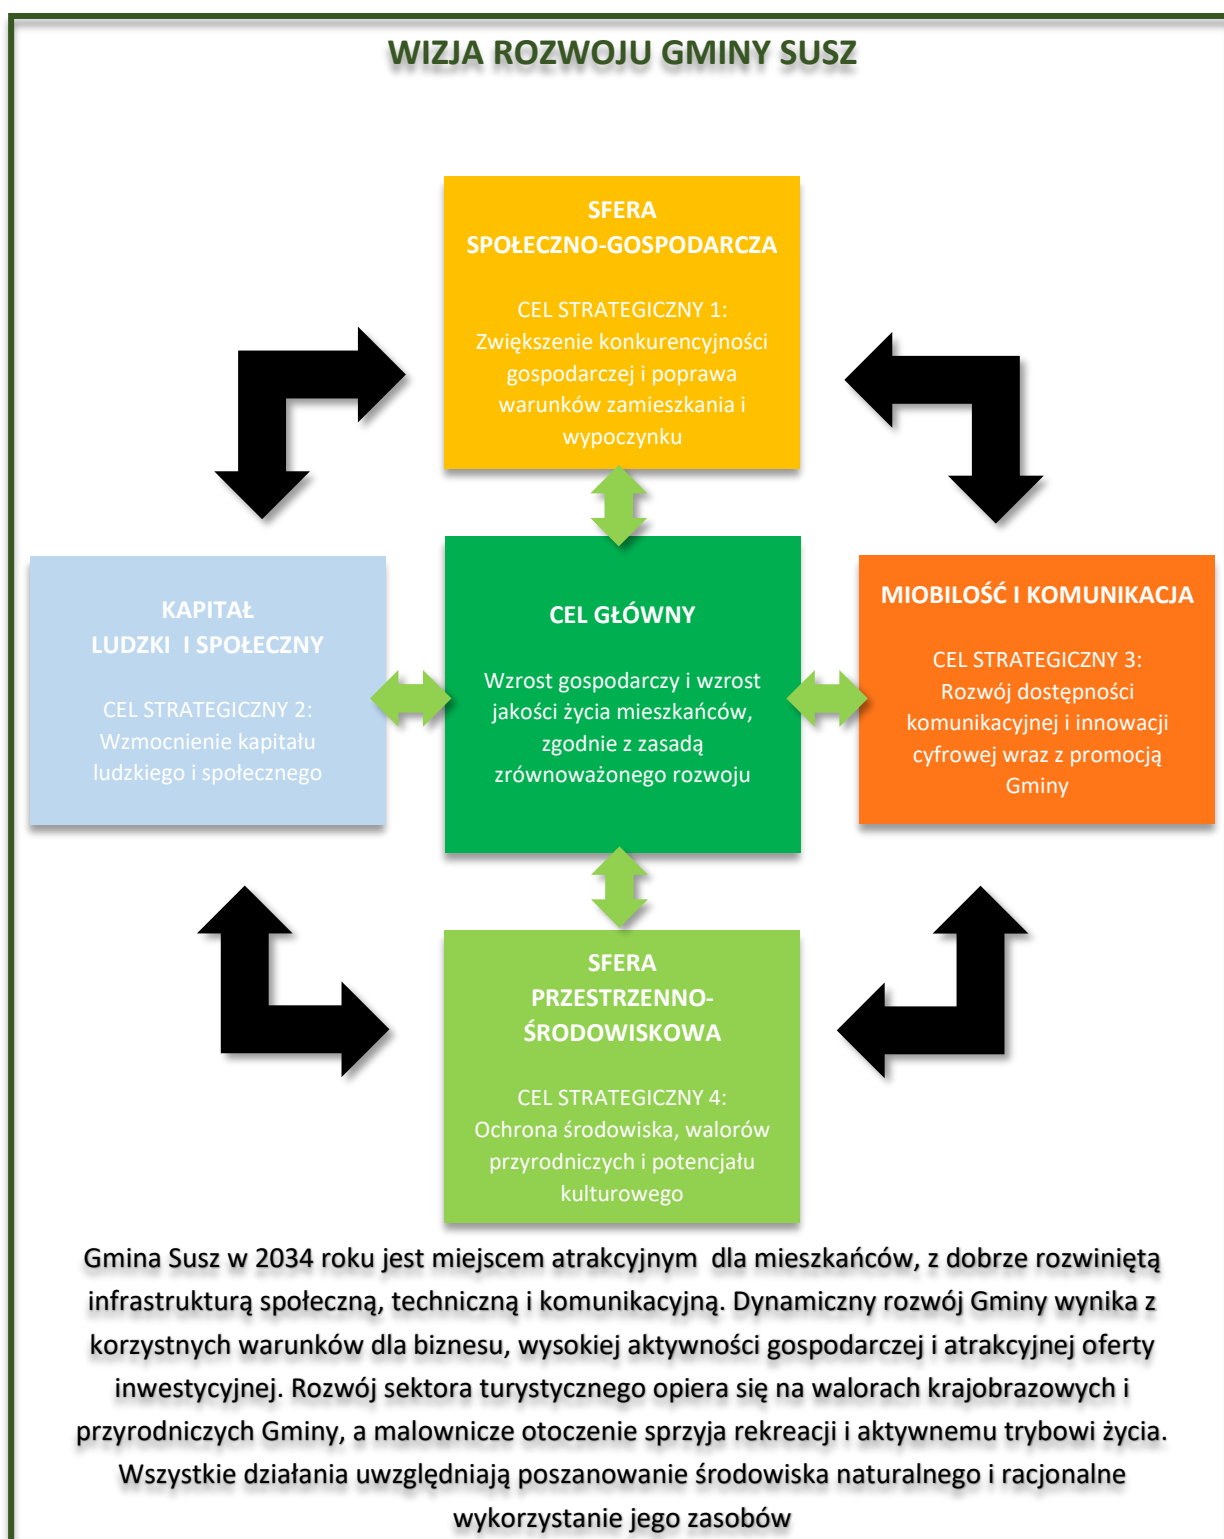 WIZJA ROZWOJU GMINY SUSZ
SFERA
SPOŁECZNO-GOSPODARCZA
CEL STRATEGICZNY 1:
Zwiększenie konkurencyjności
gospodarczej i poprawa
warunków zamieszkania i
wypoczynku
KAPITAŁ
LUDZKI I SPOŁECZNY
CEL STRATEGICZNY 2:
Wzmocnienie kapitału
ludzkiego i społecznego
CEL GŁÓWNY
Wzrost gospodarczy i wzrost
jakości życia mieszkańców,
zgodnie z zasadą
zrównoważonego rozwoju
MIOBILOŚĆ I KOMUNIKACJA
CEL STRATEGICZNY 3:
Rozwój dostępności
komunikacyjnej i innowacji
cyfrowej wraz z promocją
Gminy
SFERA
PRZESTRZENNO-
ŚRODOWISKOWA
CEL STRATEGICZNY 4:
Ochrona środowiska, walorów
przyrodniczych i potencjału
kulturowego
Gmina Susz w 2034 roku jest miejscem atrakcyjnym dla mieszkańców, z dobrze rozwiniętą
infrastrukturą społeczną, techniczną i komunikacyjną. Dynamiczny rozwój Gminy wynika z
korzystnych warunków dla biznesu, wysokiej aktywności gospodarczej i atrakcyjnej oferty
inwestycyjnej. Rozwój sektora turystycznego opiera się na walorach krajobrazowych i
przyrodniczych Gminy, a malownicze otoczenie sprzyja rekreacji i aktywnemu trybowi życia.
Wszystkie działania uwzględniają poszanowanie środowiska naturalnego i racjonalne
wykorzystanie jego zasobów